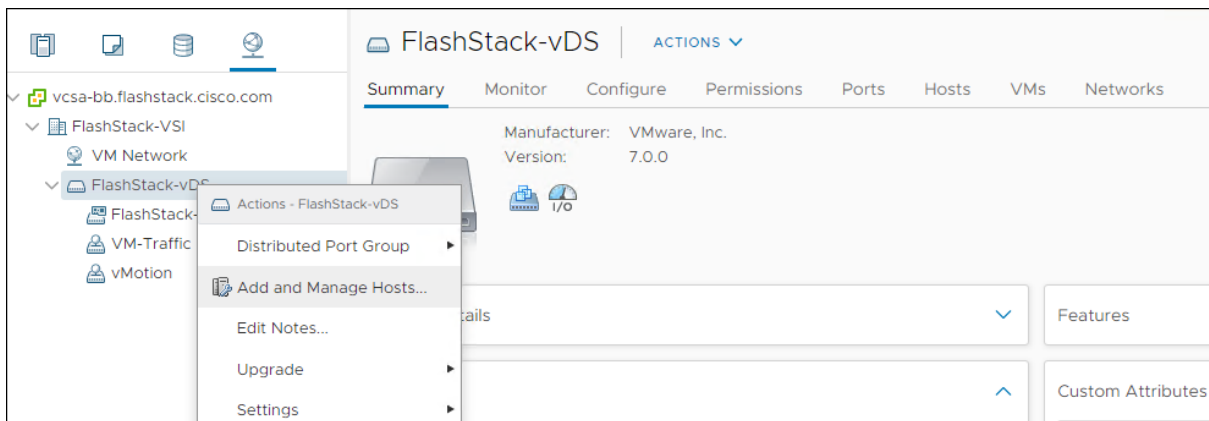 FlashStack-vDS
ACTIONS
vcsa-bb.flashstack.cisco.com
FlashStack-VSI
VM Network
FlashStack-vDS
FlashStack-
VM-Traffic
vMotion
Summary
Monitor
Configure
Permissions
Ports
Hosts
VMs
Networks
Manufacturer: VMware, Inc.
Version: 7.0.0
I/O
Actions - FlashStack-vDS
Distributed Port Group
Add and Manage Hosts...
Edit Notes...
Upgrade
Settings
tails
Features
Custom Attributes